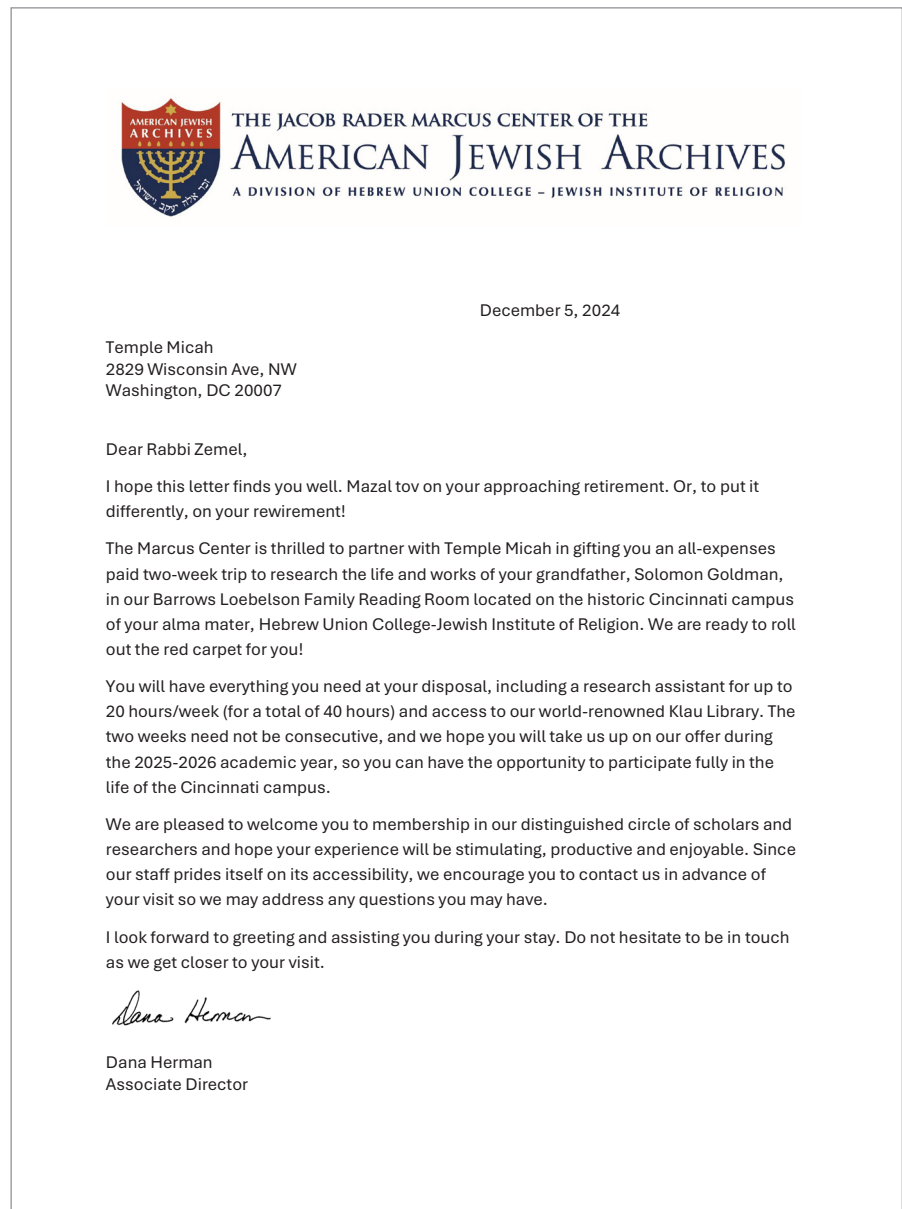 AMERICAN JEWISH
ARCHIVES
זכר אלה יעקב וישראל
THE JACOB RADER MARCUS CENTER OF THE
AMERICAN JEWISH ARCHIVES
A DIVISION OF HEBREW UNION COLLEGE – JEWISH INSTITUTE OF RELIGION
December 5, 2024
Temple Micah
2829 Wisconsin Ave, NW
Washington, DC 20007
Dear Rabbi Zemel,
I hope this letter finds you well. Mazal tov on your approaching retirement. Or, to put it
differently, on your rewirement!
The Marcus Center is thrilled to partner with Temple Micah in gifting you an all-expenses
paid two-week trip to research the life and works of your grandfather, Solomon Goldman,
in our Barrows Loebelson Family Reading Room located on the historic Cincinnati campus
of your alma mater, Hebrew Union College-Jewish Institute of Religion. We are ready to roll
out the red carpet for you!
You will have everything you need at your disposal, including a research assistant for up to
20 hours/week (for a total of 40 hours) and access to our world-renowned Klau Library. The
two weeks need not be consecutive, and we hope you will take us up on our offer during
the 2025-2026 academic year, so you can have the opportunity to participate fully in the
life of the Cincinnati campus.
We are pleased to welcome you to membership in our distinguished circle of scholars and
researchers and hope your experience will be stimulating, productive and enjoyable. Since
our staff prides itself on its accessibility, we encourage you to contact us in advance of
your visit so we may address any questions you may have.
I look forward to greeting and assisting you during your stay. Do not hesitate to be in touch
as we get closer to your visit.
Dana Herman
Dana Herman
Associate Director